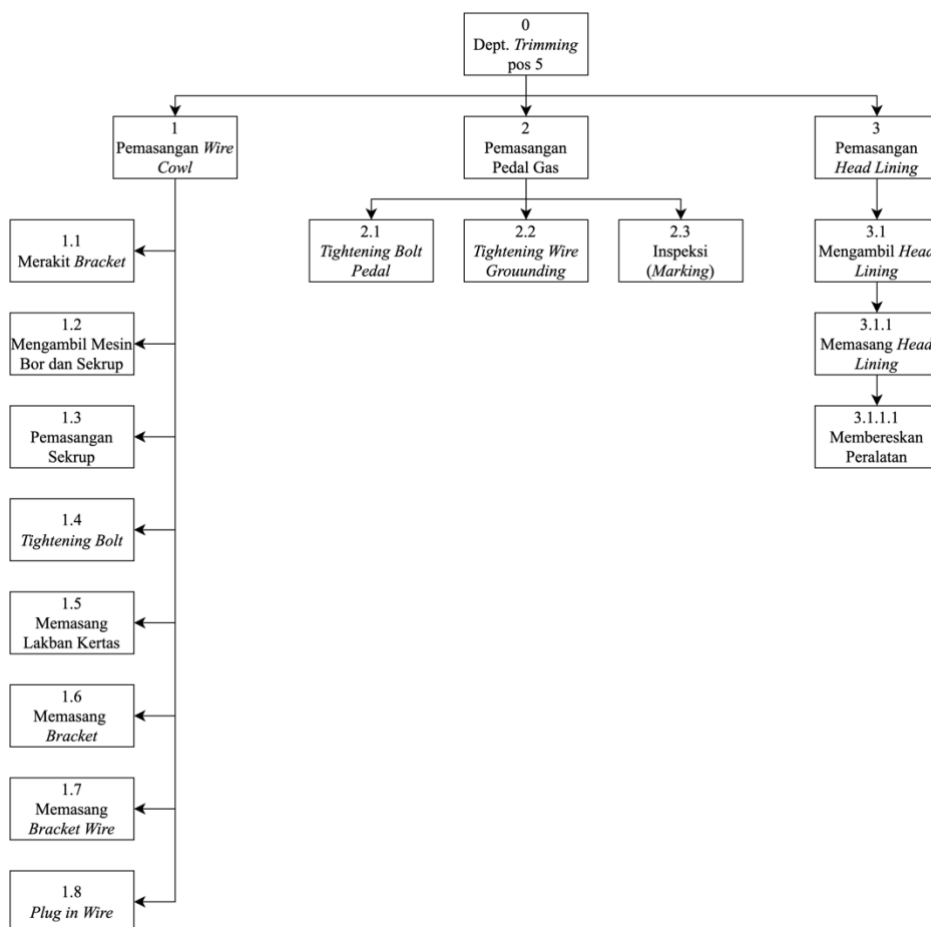 0
Dept. Trimming
pos 5
1
Pemasangan Wire
Cowl
2
Pemasangan
Pedal Gas
3
Pemasangan
Head Lining
1.1
Merakit Bracket
1.2
Mengambil Mesin
Bor dan Sekrup
1.3
Pemasangan
Sekrup
1.4
Tightening Bolt
1.5
Memasang
Lakban Kertas
1.6
Memasang
Bracket
1.7
Memasang
Bracket Wire
1.8
Plug in Wire
2.1
Tightening Bolt
Pedal
2.2
Tightening Wire
Grouunding
2.3
Inspeksi
(Marking)
3.1
Mengambil Head
Lining
3.1.1
Memasang Head
Lining
3.1.1.1
Membereskan
Peralatan